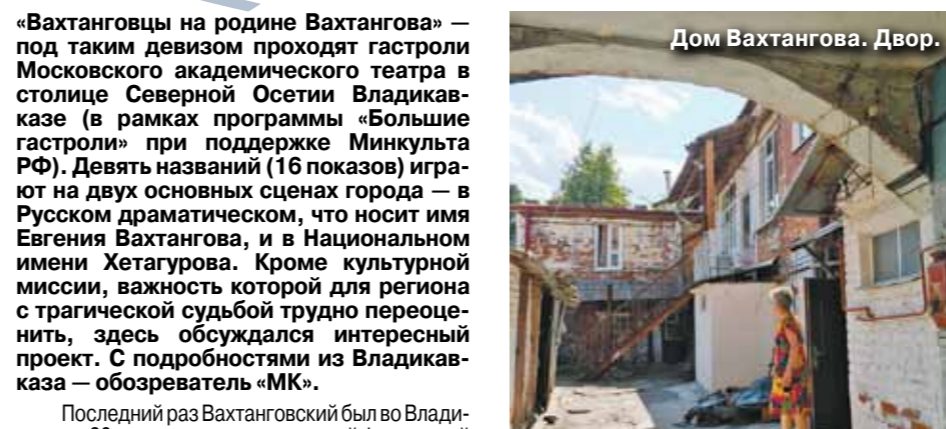 «Вахтанговцы на родине Вахтангова» —
под таким девизом проходят гастроли
Московского академического театра в
столице Северной Осетии Владикав-
казе (в рамках программы «Большие
гастроли» при поддержке Минкульта
РФ). Девять названий (16 показов) игра-
ют на двух основных сценах города — в
Русском драматическом, что носит имя
Евгения Вахтангова, и в Национальном
имени Хетагурова. Кроме культурной
миссии, важность которой для региона
с трагической судьбой трудно переоце-
нить, здесь обсуждался интересный
проект. С подробностями из Владикав-
каза — обозреватель «МК».
Последний раз Вахтанговский был во Влади-
Дом Вахтангова. Двор.